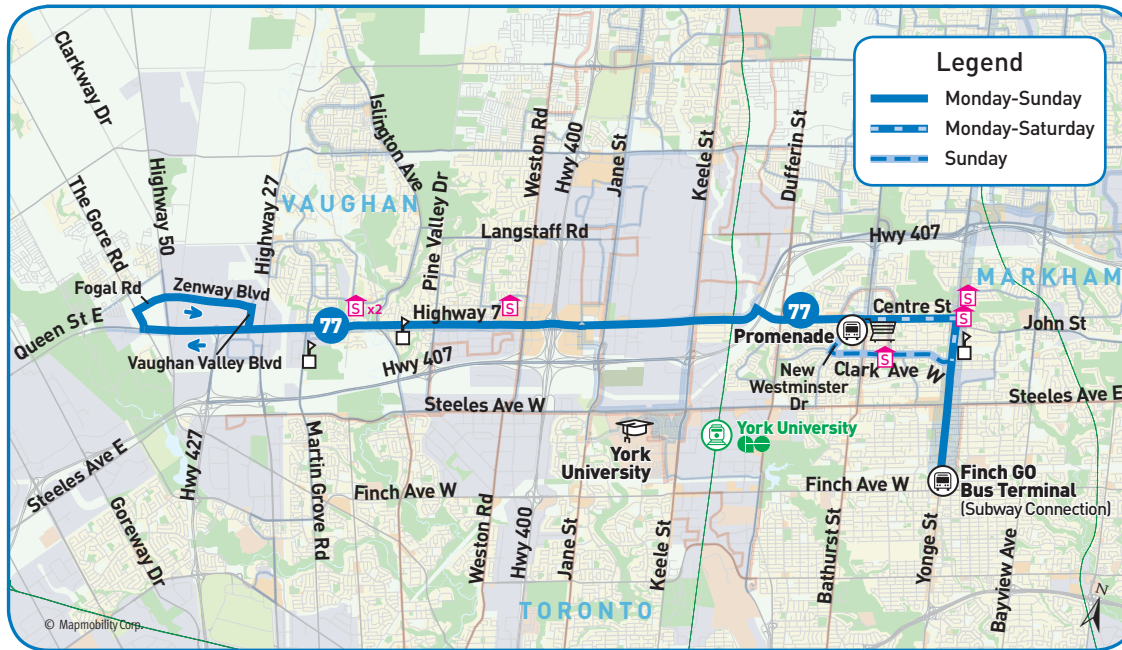 Legend
Monday-Sunday
Monday-Saturday
Sunday
Clarkway Dr
The Gore Rd
Highway 50
Highway 27
VAUGHAN
Islington Ave
Pine Valley Dr
Weston Rd
Hwy 400
Jane St
Keele St
Dufferin St
Langstaff Rd
Hwy 407
MARKHAM
Fogal Rd
Zenway Blvd
Queen St E
Vaughan Valley Blvd
77
S x2
Highway 7
S
77
Centre St
S
S
John St
Promenade
Hwy 407
New
Westminster
Dr
S
Clark Ave W
Steeles Ave W
Steeles Ave E
York University
GO
York
University
Steeles Ave E
Hwy 427
Martin Grove Rd
Goreway Dr
Finch Ave W
Weston Rd
Hwy 400
Jane St
Keele St
Finch Ave W
Bathurst St
Yonge St
Bayview Ave
Finch GO
Bus Terminal
(Subway Connection)
TORONTO
N
© Mapmobility Corp.